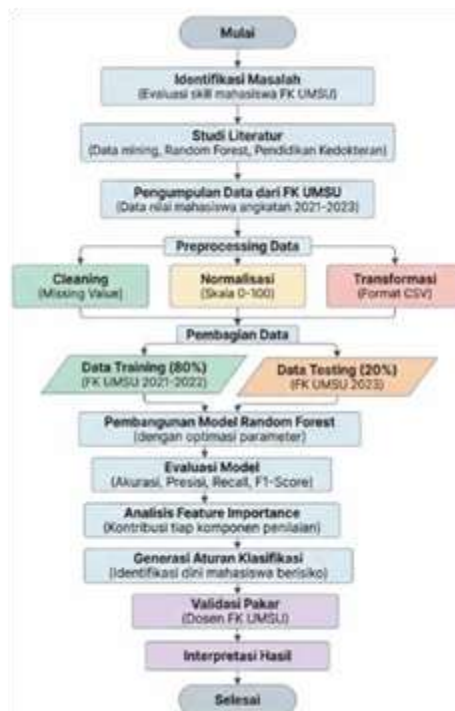 Mulai
Identifikasi Masalah
(Evaluasi skill mahasiswa FK UMSU)
Studi Literatur
(Data mining, Random Forest, Pendidikan Kedokteran)
Pengumpulan Data dari FK UMSU
(Data nilai mahasiswa angkatan 2021-2023)
Preprocessing Data
Cleaning
(Missing Value)
Normalisasi
(Skala 0-100)
Transformasi
(Format CSV)
Pembagian Data
Data Training (80%)
(FK UMSU 2021-2022)
Data Testing (20%)
(FK UMSU 2023)
Pembangunan Model Random Forest
(dengan optimasi parameter)
Evaluasi Model
(Akurasi, Presisi, Recall, F1-Score)
Analisis Feature Importance
(Kontribusi tiap komponen penilaian)
Generasi Aturan Klasifikasi
(Identifikasi dini mahasiswa berisiko)
Validasi Pakar
(Dosen FK UMSU)
Interpretasi Hasil
Selesai